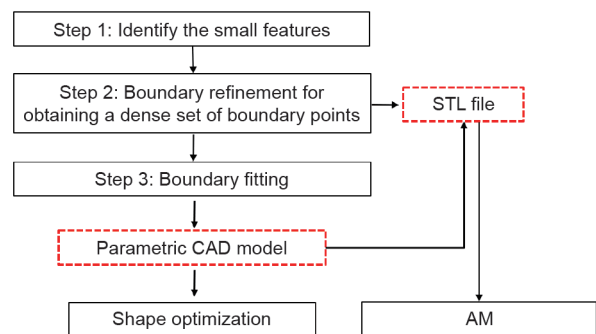 Step 1: Identify the small features
Step 2: Boundary refinement for
obtaining a dense set of boundary points
STL file
Step 3: Boundary fitting
Parametric CAD model
Shape optimization
AM